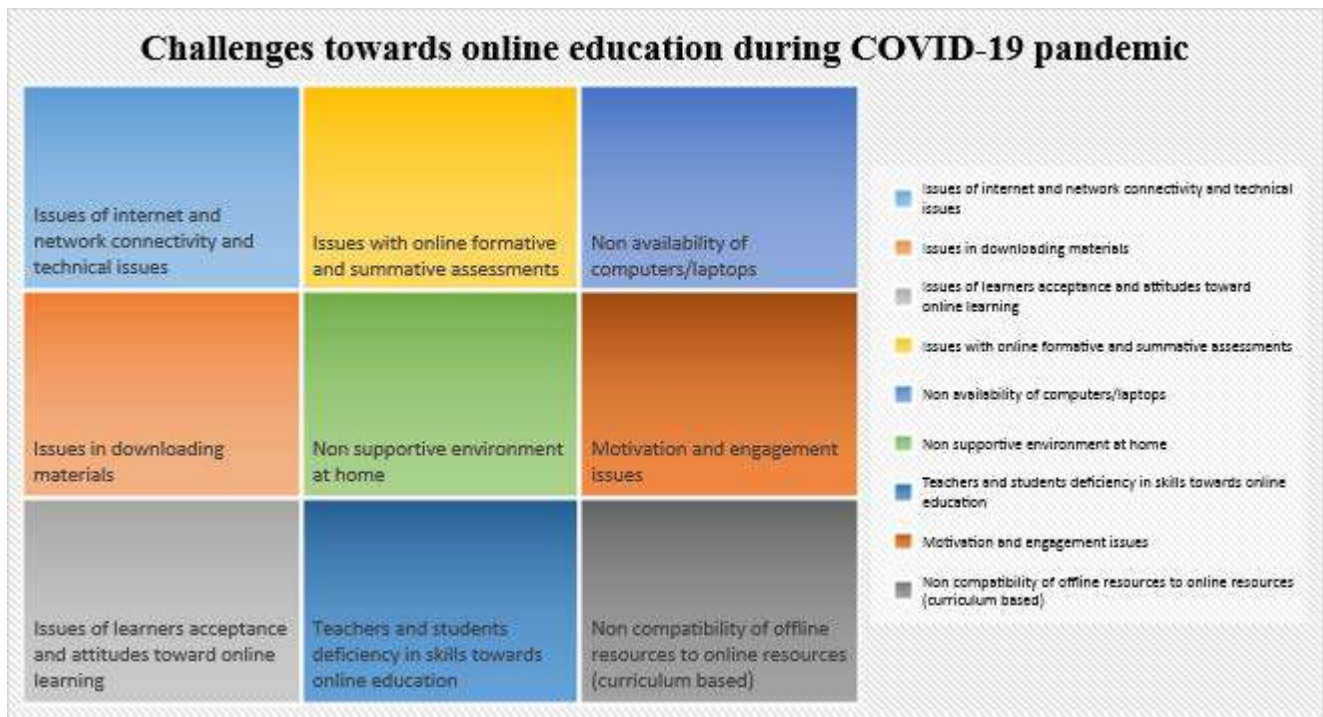 Challenges towards online education during COVID-19 pandemic
Issues of internet and
network connectivity and
technical issues
Issues with online formative
and summative assessments
Non availability of
computers/laptops
Issues in downloading
materials
Non supportive environment
at home
Motivation and engagement
issues
Issues of learners acceptance
and attitudes toward online
learning
Teachers and students
deficiency in skills towards
online education
Non compatibility of offline
resources to online resources
(curriculum based)
Issues of internet and network connectivity and technical
issues
Issues in downloading materials
Issues of learners acceptance and attitudes toward
online learning
Issues with online formative and summative assessments
Non availability of computers/laptops
Non supportive environment at home
Teachers and students deficiency in skills towards online
education
Motivation and engagement issues
Non compatibility of offline resources to online resources
(curriculum based)